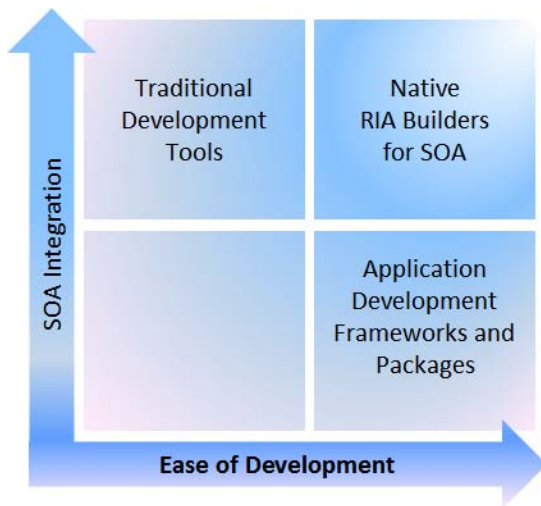 Traditional
Development
Tools
Native
RIA Builders
for SOA
SOA Integration
Application
Development
Frameworks and
Packages
Ease of Development